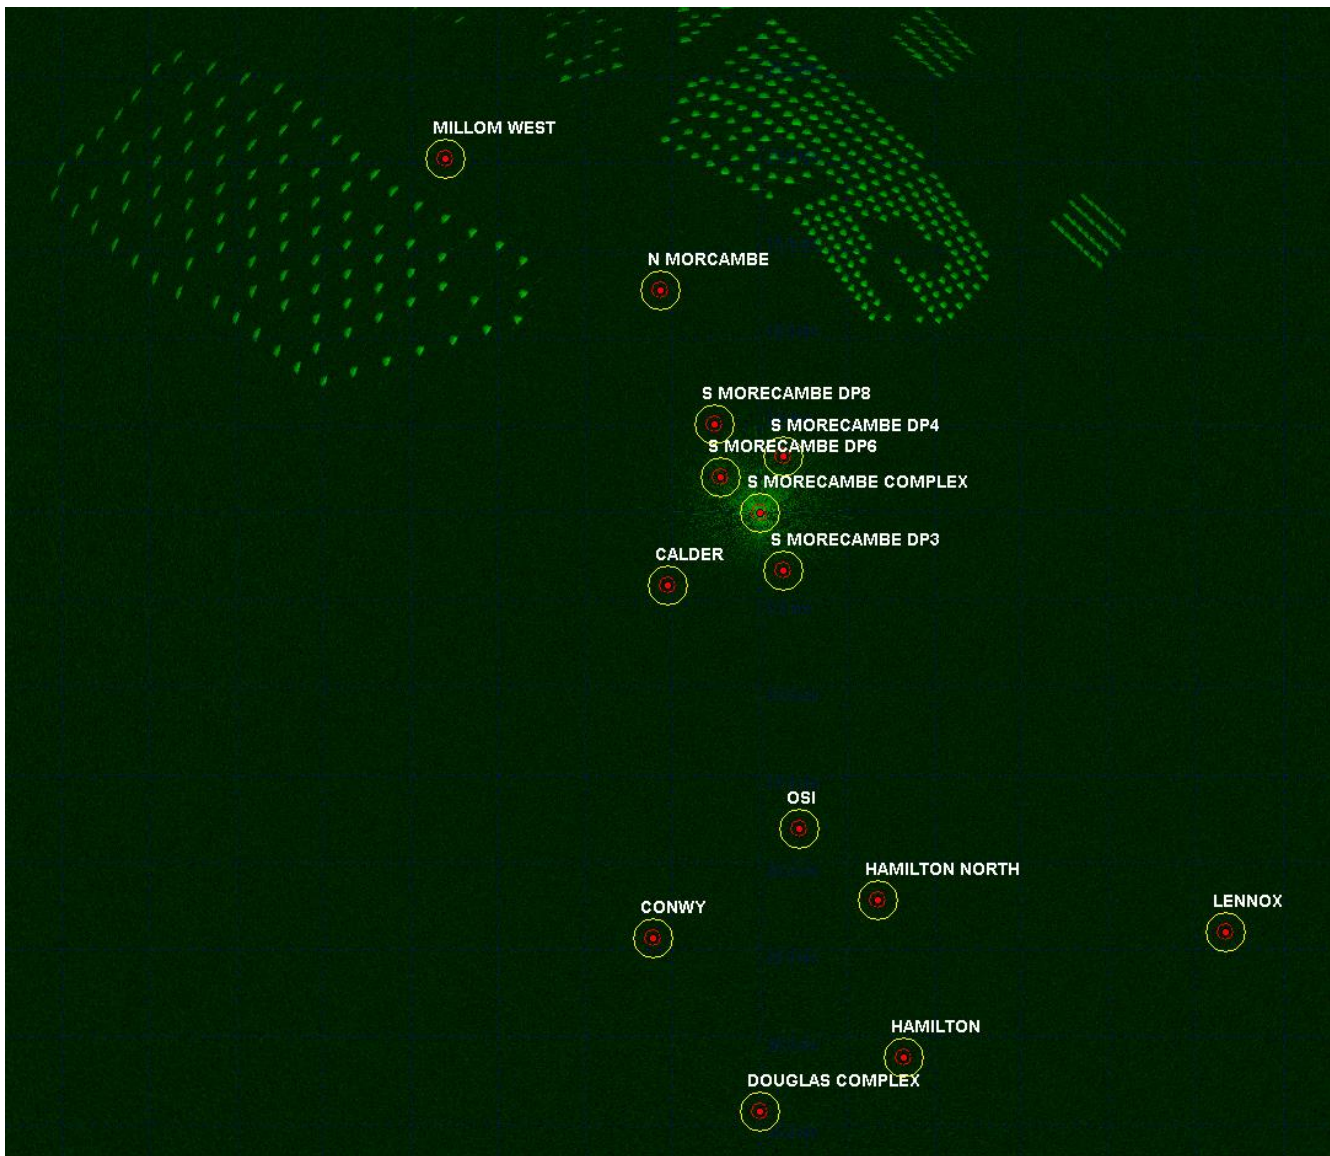 MILLOM WEST
N MORCAMBE
S MORECAMBE DP8
S MORECAMBE DP4
S MORECAMBE DP6
S MORECAMBE COMPLEX
S MORECAMBE DP3
CALDER
OSI
HAMILTON NORTH
LENNOX
CONWY
HAMILTON
DOUGLAS COMPLEX